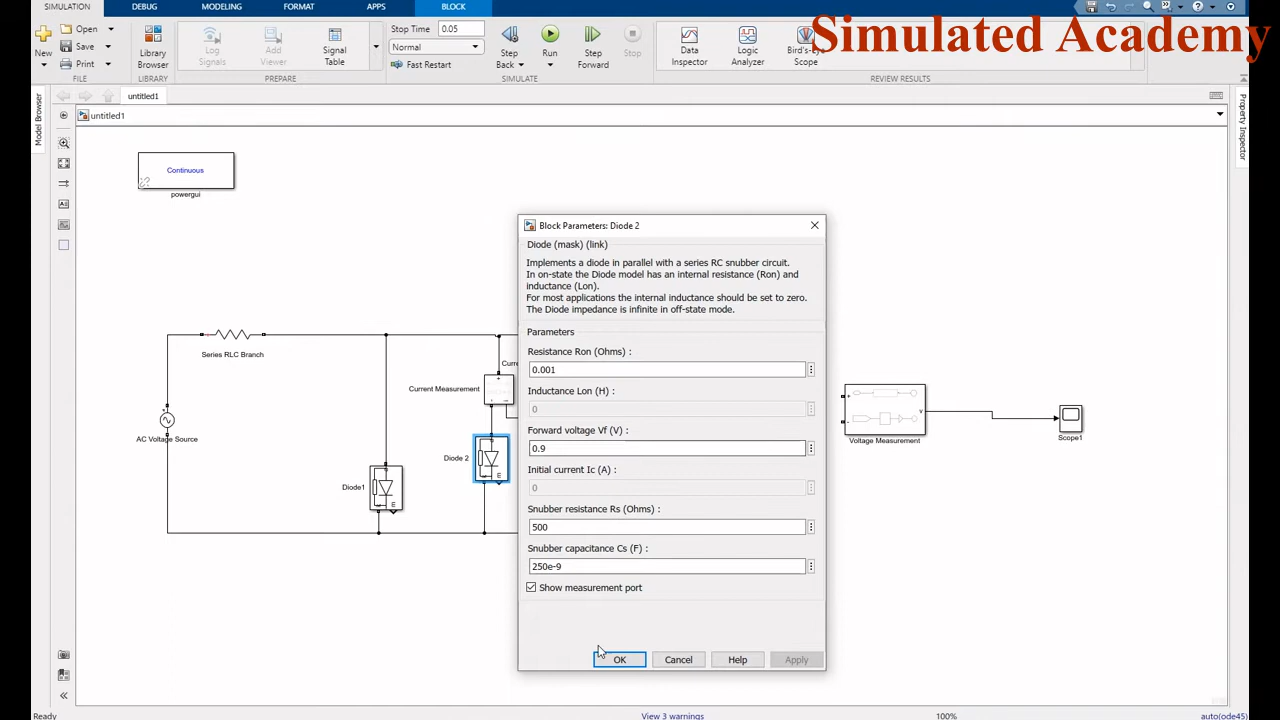 SIMULATION DEBUG MODELING FORMAT APPS BLOCK
Simulated Academy
New Open Save Print
Library Browser
Log Signals
Add Viewer
Signal Table
Stop Time 0.05
Normal
Fast Restart
Step Back
Run
Step Forward
Stop
Data Inspector
Logic Analyzer
Bird's-eye
FILE LIBRARY PREPARE SIMULATE REVIEW RESULTS
untitled1
untitled1
Model Browser
Property Inspector
Continuous
powergui
Series RLC Branch
AC Voltage Source
Current Measurement
Diode1
Diode 2
Voltage Measurement
Scope1
Block Parameters: Diode 2
Diode (mask) (link)
Implements a diode in parallel with a series RC snubber circuit.
In on-state the Diode model has an internal resistance (Ron) and
inductance (Lon).
For most applications the internal inductance should be set to zero.
The Diode impedance is infinite in off-state mode.
Parameters
Resistance Ron (Ohms) :
0.001
Inductance Lon (H) :
0
Forward voltage Vf (V) :
0.9
Initial current Ic (A) :
0
Snubber resistance Rs (Ohms) :
500
Snubber capacitance Cs (F) :
250e-9
Show measurement port
OK Cancel Help Apply
Ready View 3 warnings 100% auto(ode45)